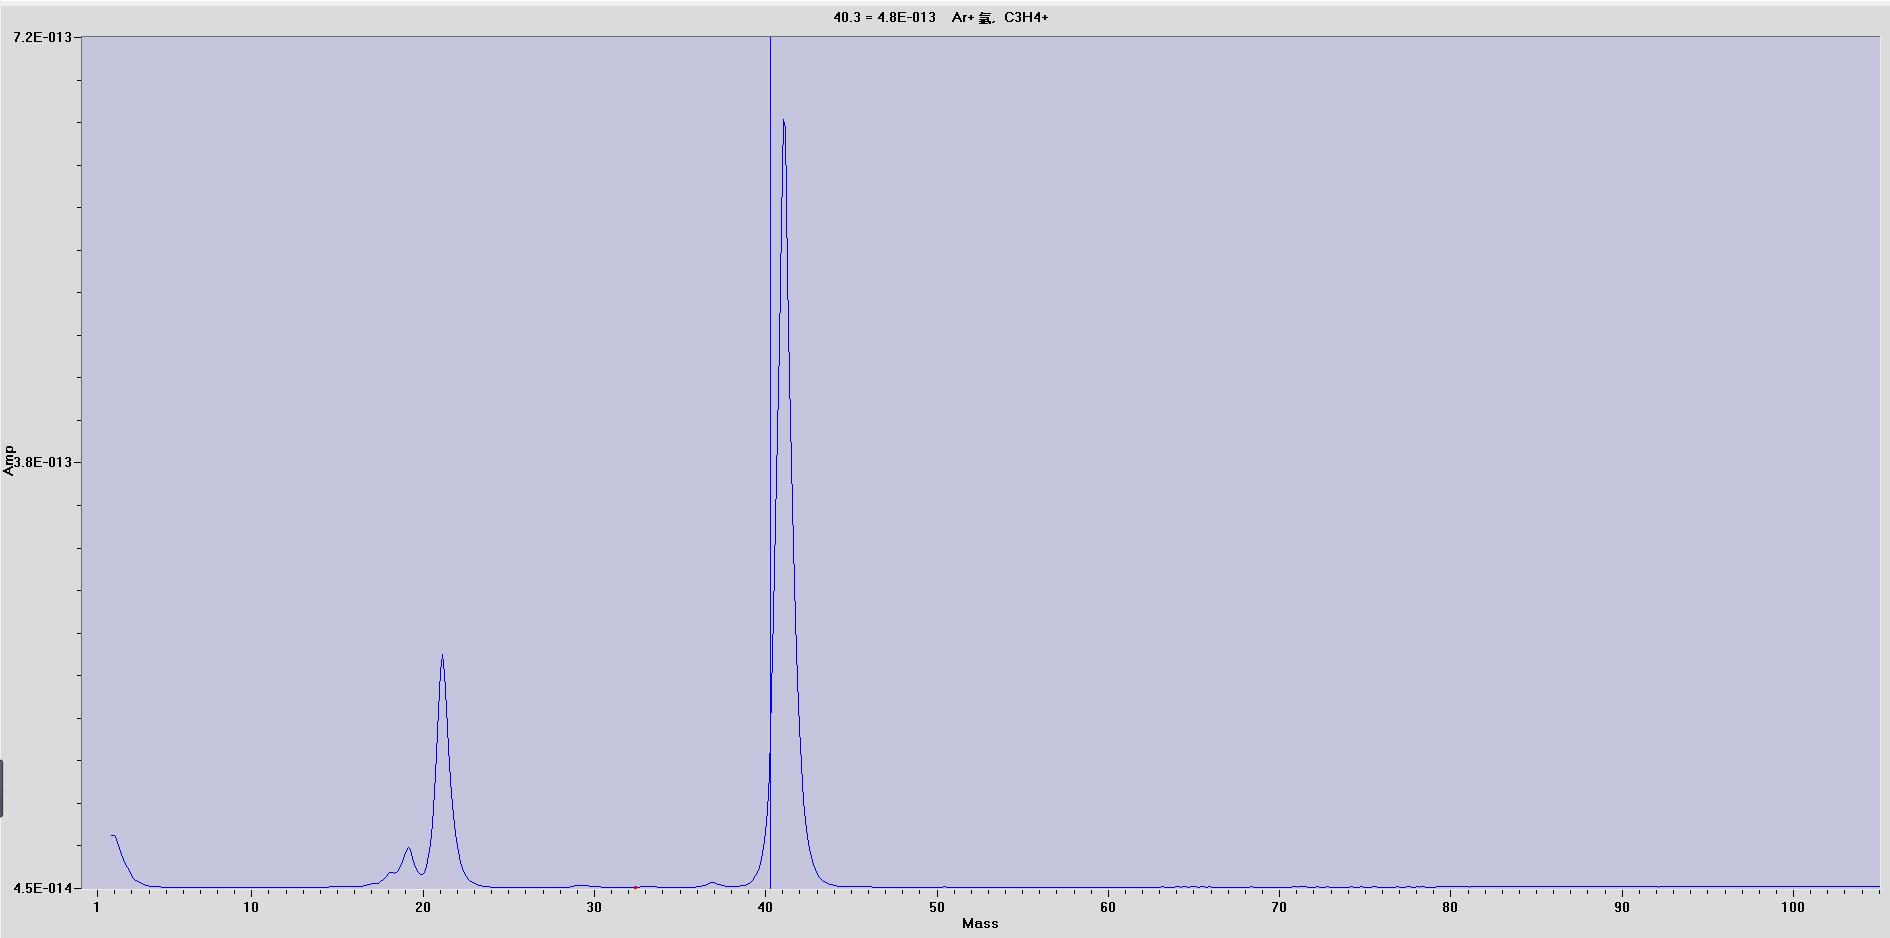 40.3 = 4.8E-013 Ar+ 氩, C3H4+
7.2E-013
Amp
3.8E-013
4.5E-014
1 10 20 30 40 50 60 70 80 90 100
Mass